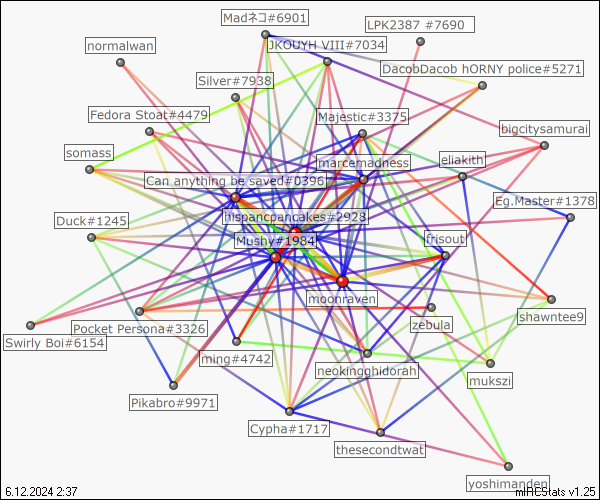 Madネコ#6901
LPK2387 #7690
normalwan
JKOUYH VIII#7034
DacobDacob hORNY police#5271
Silver#7938
Fedora Stoat#4479
Majestic#3375
bigcitysamurai
somass
marcemadness
eliakith
Can anything be saved#0396
Eg.Master#1378
Duck#1245
hispancpancakes#2928
Mushy#1984
frisout
moonraven
Swirly Boi#6154
Pocket Persona#3326
zebula
shawntee9
ming#4742
neokingghidorah
mukszi
Pikabro#9971
Cypha#1717
thesecondtwat
yoshimanden
6.12.2024 2:37
mIRCStats v1.25